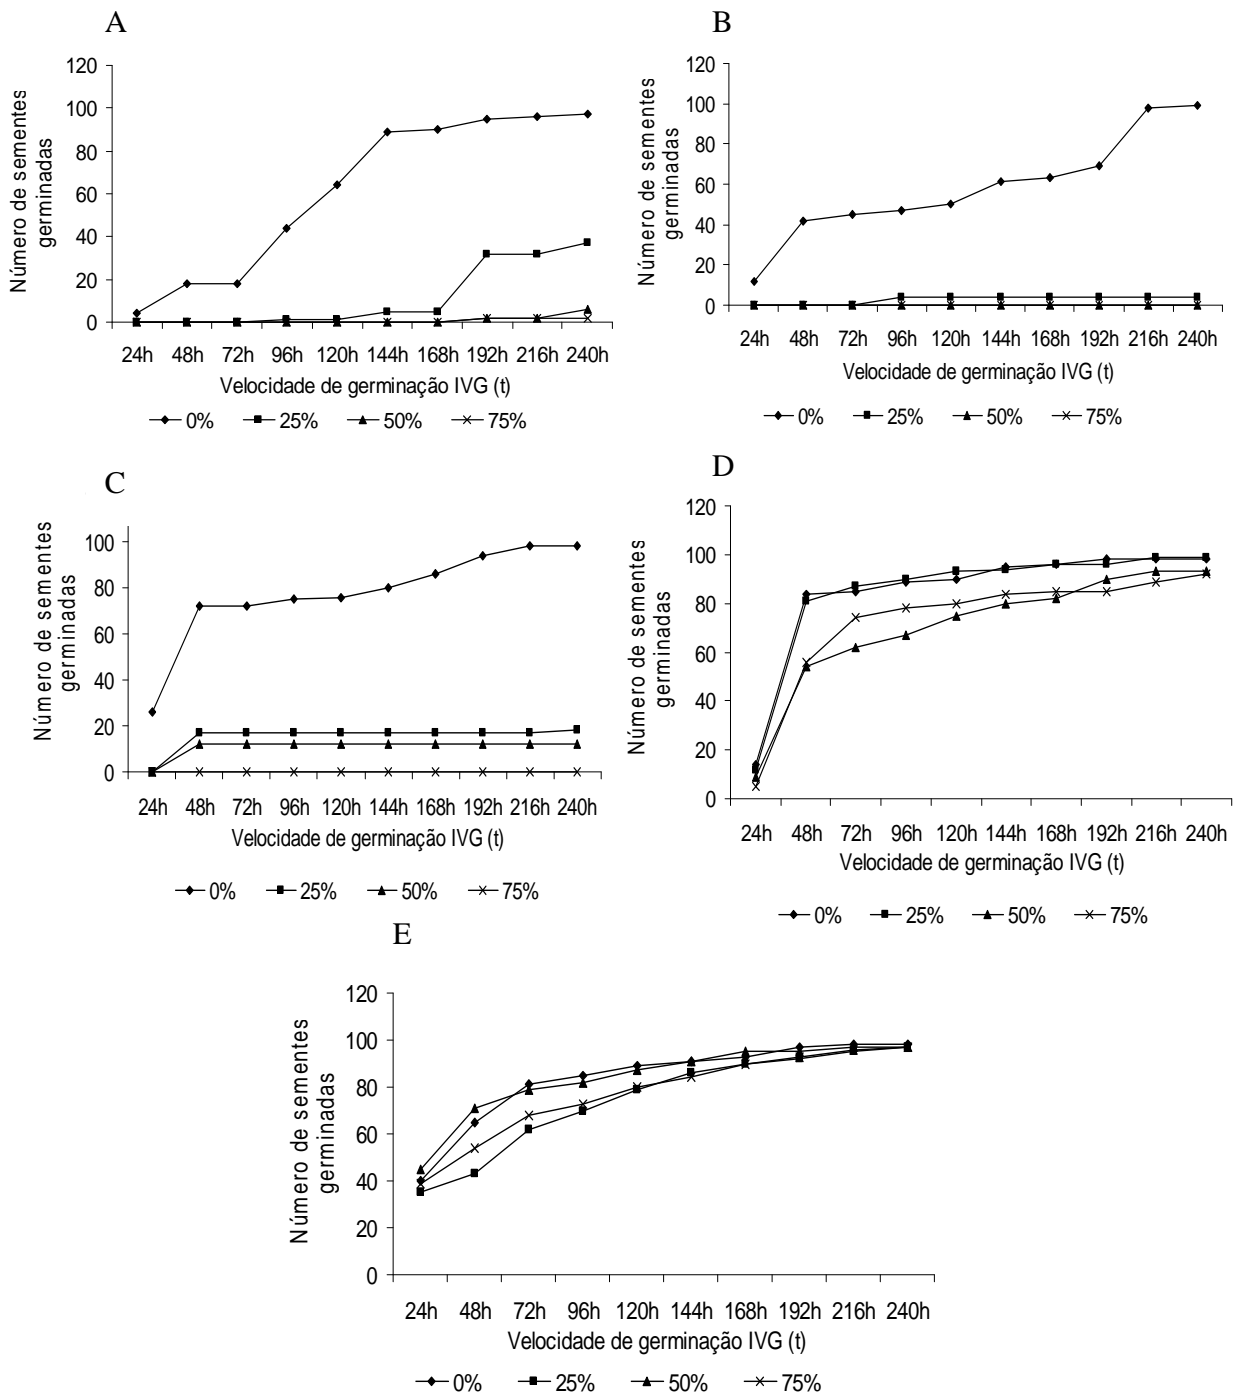 A
Número de sementes
germinadas
120
100
80
60
40
20
0
24h 48h 72h 96h 120h 144h 168h 192h 216h 240h
Velocidade de germinação IVG (t)
0% 25% 50% 75%
B
Número de sementes
germinadas
120
100
80
60
40
20
0
24h 48h 72h 96h 120h 144h 168h 192h 216h 240h
Velocidade de germinação IVG (t)
0% 25% 50% 75%
C
Número de sementes
germinadas
100
80
60
40
20
0
24h 48h 72h 96h 120h 144h 168h 192h 216h 240h
Velocidade de germinação IVG (t)
0% 25% 50% 75%
D
Número de sementes
germinadas
120
100
80
60
40
20
0
24h 48h 72h 96h 120h 144h 168h 192h 216h 240h
Velocidade de germinação IVG (t)
0% 25% 50% 75%
E
Número de sementes
germinadas
120
100
80
60
40
20
0
24h 48h 72h 96h 120h 144h 168h 192h 216h 240h
Velocidade de germinação IVG (t)
0% 25% 50% 75%